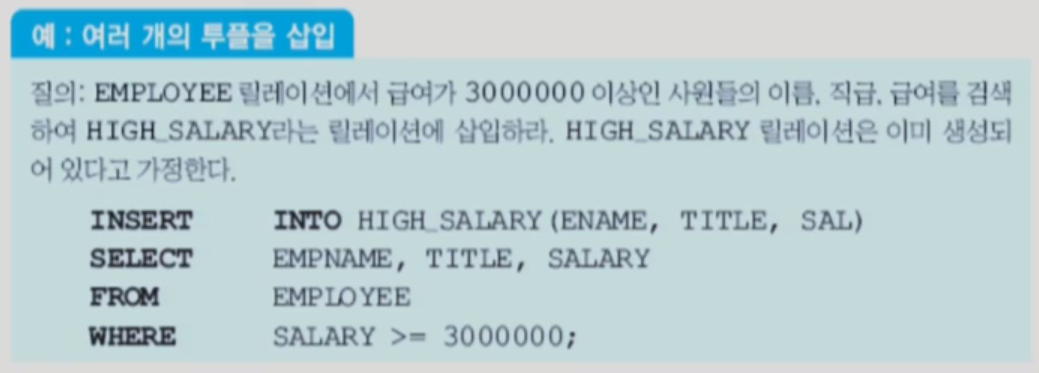 예 : 여러 개의 투플을 삽입
질의: EMPLOYEE 릴레이션에서 급여가 3000000 이상인 사원들의 이름, 직급, 급여를 검색
하여 HIGH_SALARY라는 릴레이션에 삽입하라. HIGH_SALARY 릴레이션은 이미 생성되
어 있다고 가정한다.
INSERT INTO HIGH_SALARY(ENAME, TITLE, SAL)
SELECT EMPNAME, TITLE, SALARY
FROM EMPLOYEE
WHERE SALARY >= 3000000;